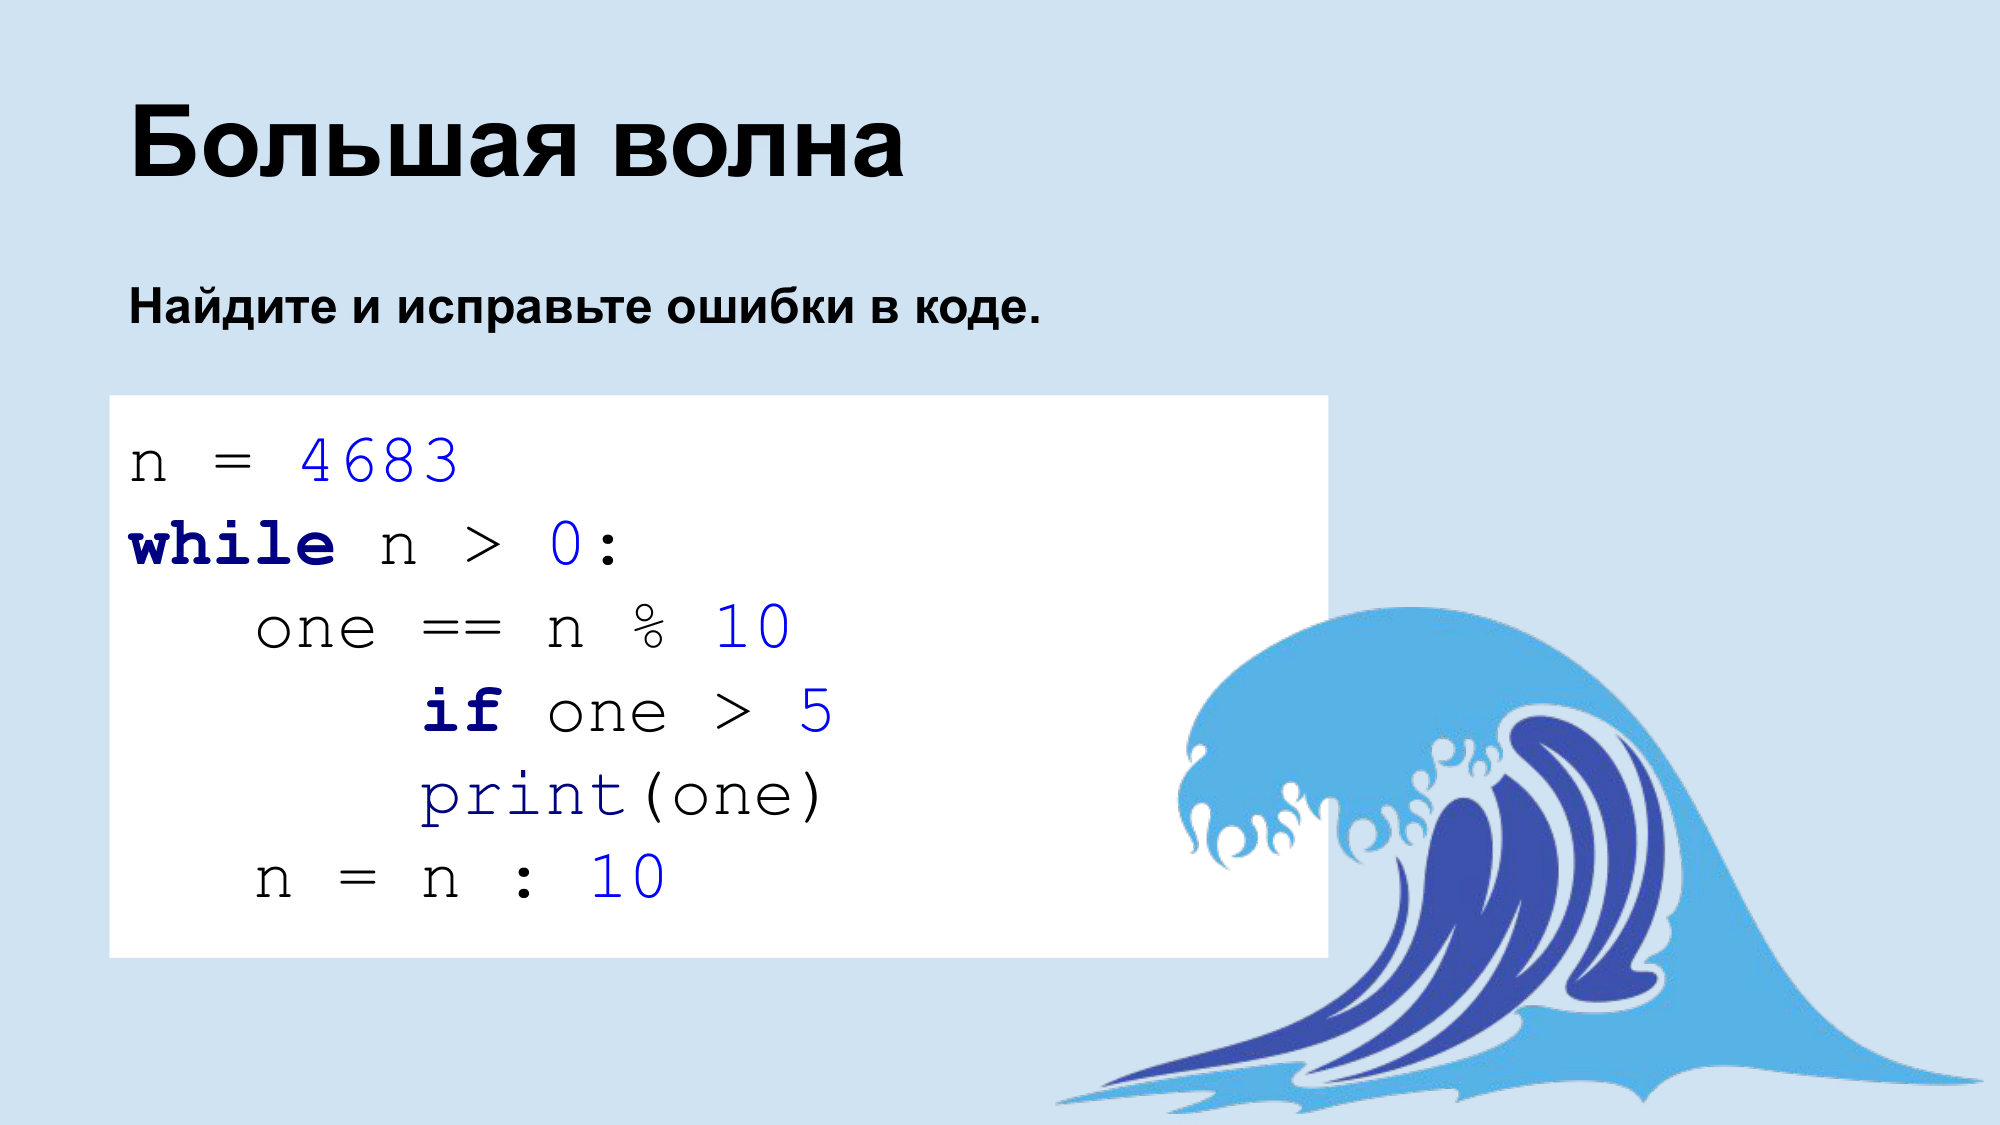 Большая волна
Найдите и исправьте ошибки в коде.
n = 4683
while n > 0:
   one == n % 10
       if one > 5
       print(one)
   n = n : 10